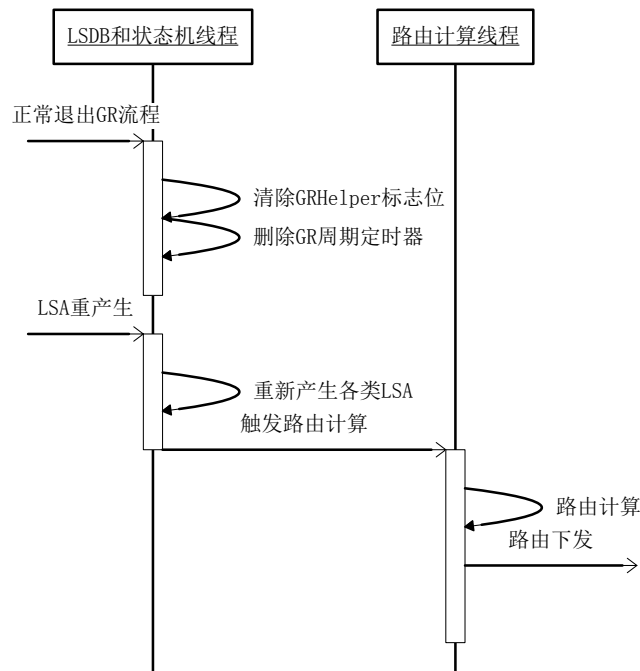 LSDB和状态机线程
路由计算线程
正常退出GR流程
清除GRHelper标志位
删除GR周期定时器
LSA重产生
重新产生各类LSA
触发路由计算
路由计算
路由下发